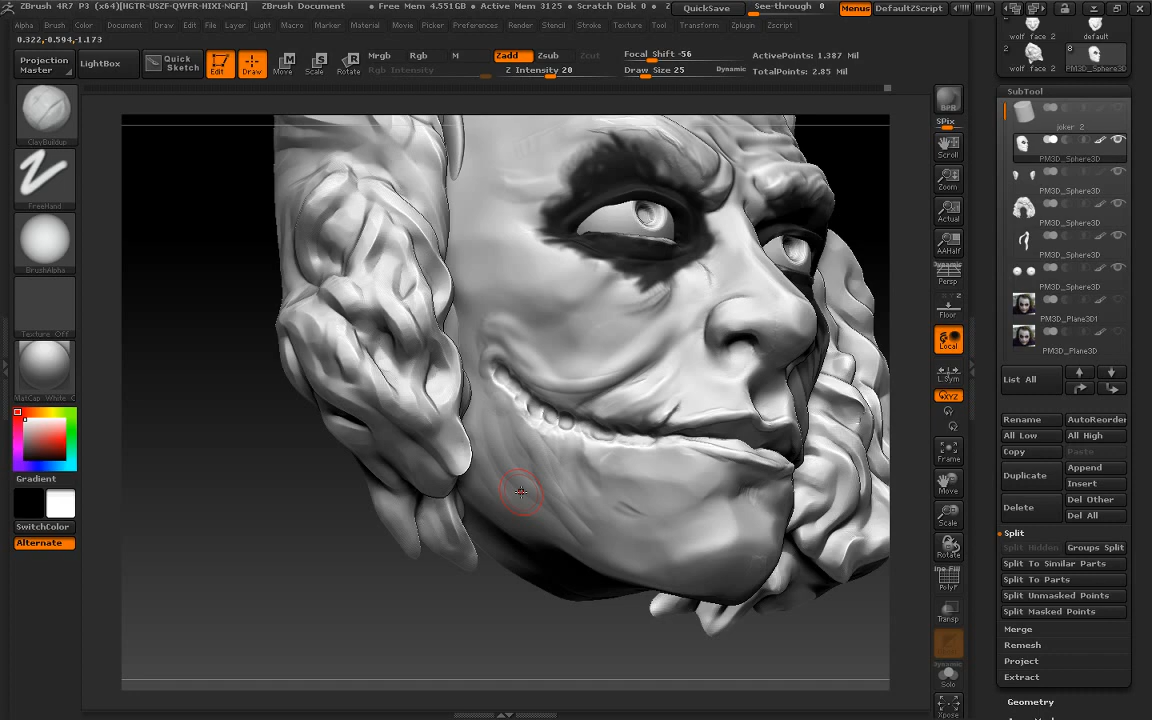 ZBrush 4R7 P3 (x64)[HGTR-USZF-QWFR-HIXI-NGFI] ZBrush Document • Free Mem 4.551GB • Active Mem 3125 • Scratch Disk 0 • Z QuickSave See-through 0 Menus DefaultZScript
Alpha Brush Color Document Draw Edit File Layer Light Macro Marker Material Movie Picker Preferences Render Stencil Stroke Texture Tool Transform Zplugin Zscript
0.322,-0.594,-1.173
Projection Master
LightBox
Quick Sketch
Edit
Draw
Move
Scale
Rotate
Mrgb Rgb M
Rgb Intensity
Zadd Zsub Zcut
Z Intensity 20
Focal Shift -56
Draw Size 25 Dynamic
ActivePoints: 1.387 Mil
TotalPoints: 2.85 Mil
wolf face 2 default
2 8
wolf face 2 PM3D_Sphere3D
ClayBuildup
FreeHand
BrushAlpha
Texture Off
MatCap White C
Gradient
SwitchColor
Alternate
BPR
SPix
Scroll
Zoom
Actual
AAHalf
Dynamic
Persp
Floor
Local
L.Sym
XYZ
Frame
Move
Scale
Rotate
Line Fill
PolyF
Transp
Dynamic
Solo
Xpose
SubTool
joker 2
PM3D_Sphere3D
PM3D_Sphere3D
PM3D_Sphere3D
PM3D_Sphere3D
PM3D_Sphere3D
PM3D_Plane3D1
PM3D_Plane3D
List All
Rename AutoReorder
All Low All High
Copy Paste
Duplicate Append
Insert
Delete Del Other
Del All
Split
Split Hidden Groups Split
Split To Similar Parts
Split To Parts
Split Unmasked Points
Split Masked Points
Merge
Remesh
Project
Extract
Geometry